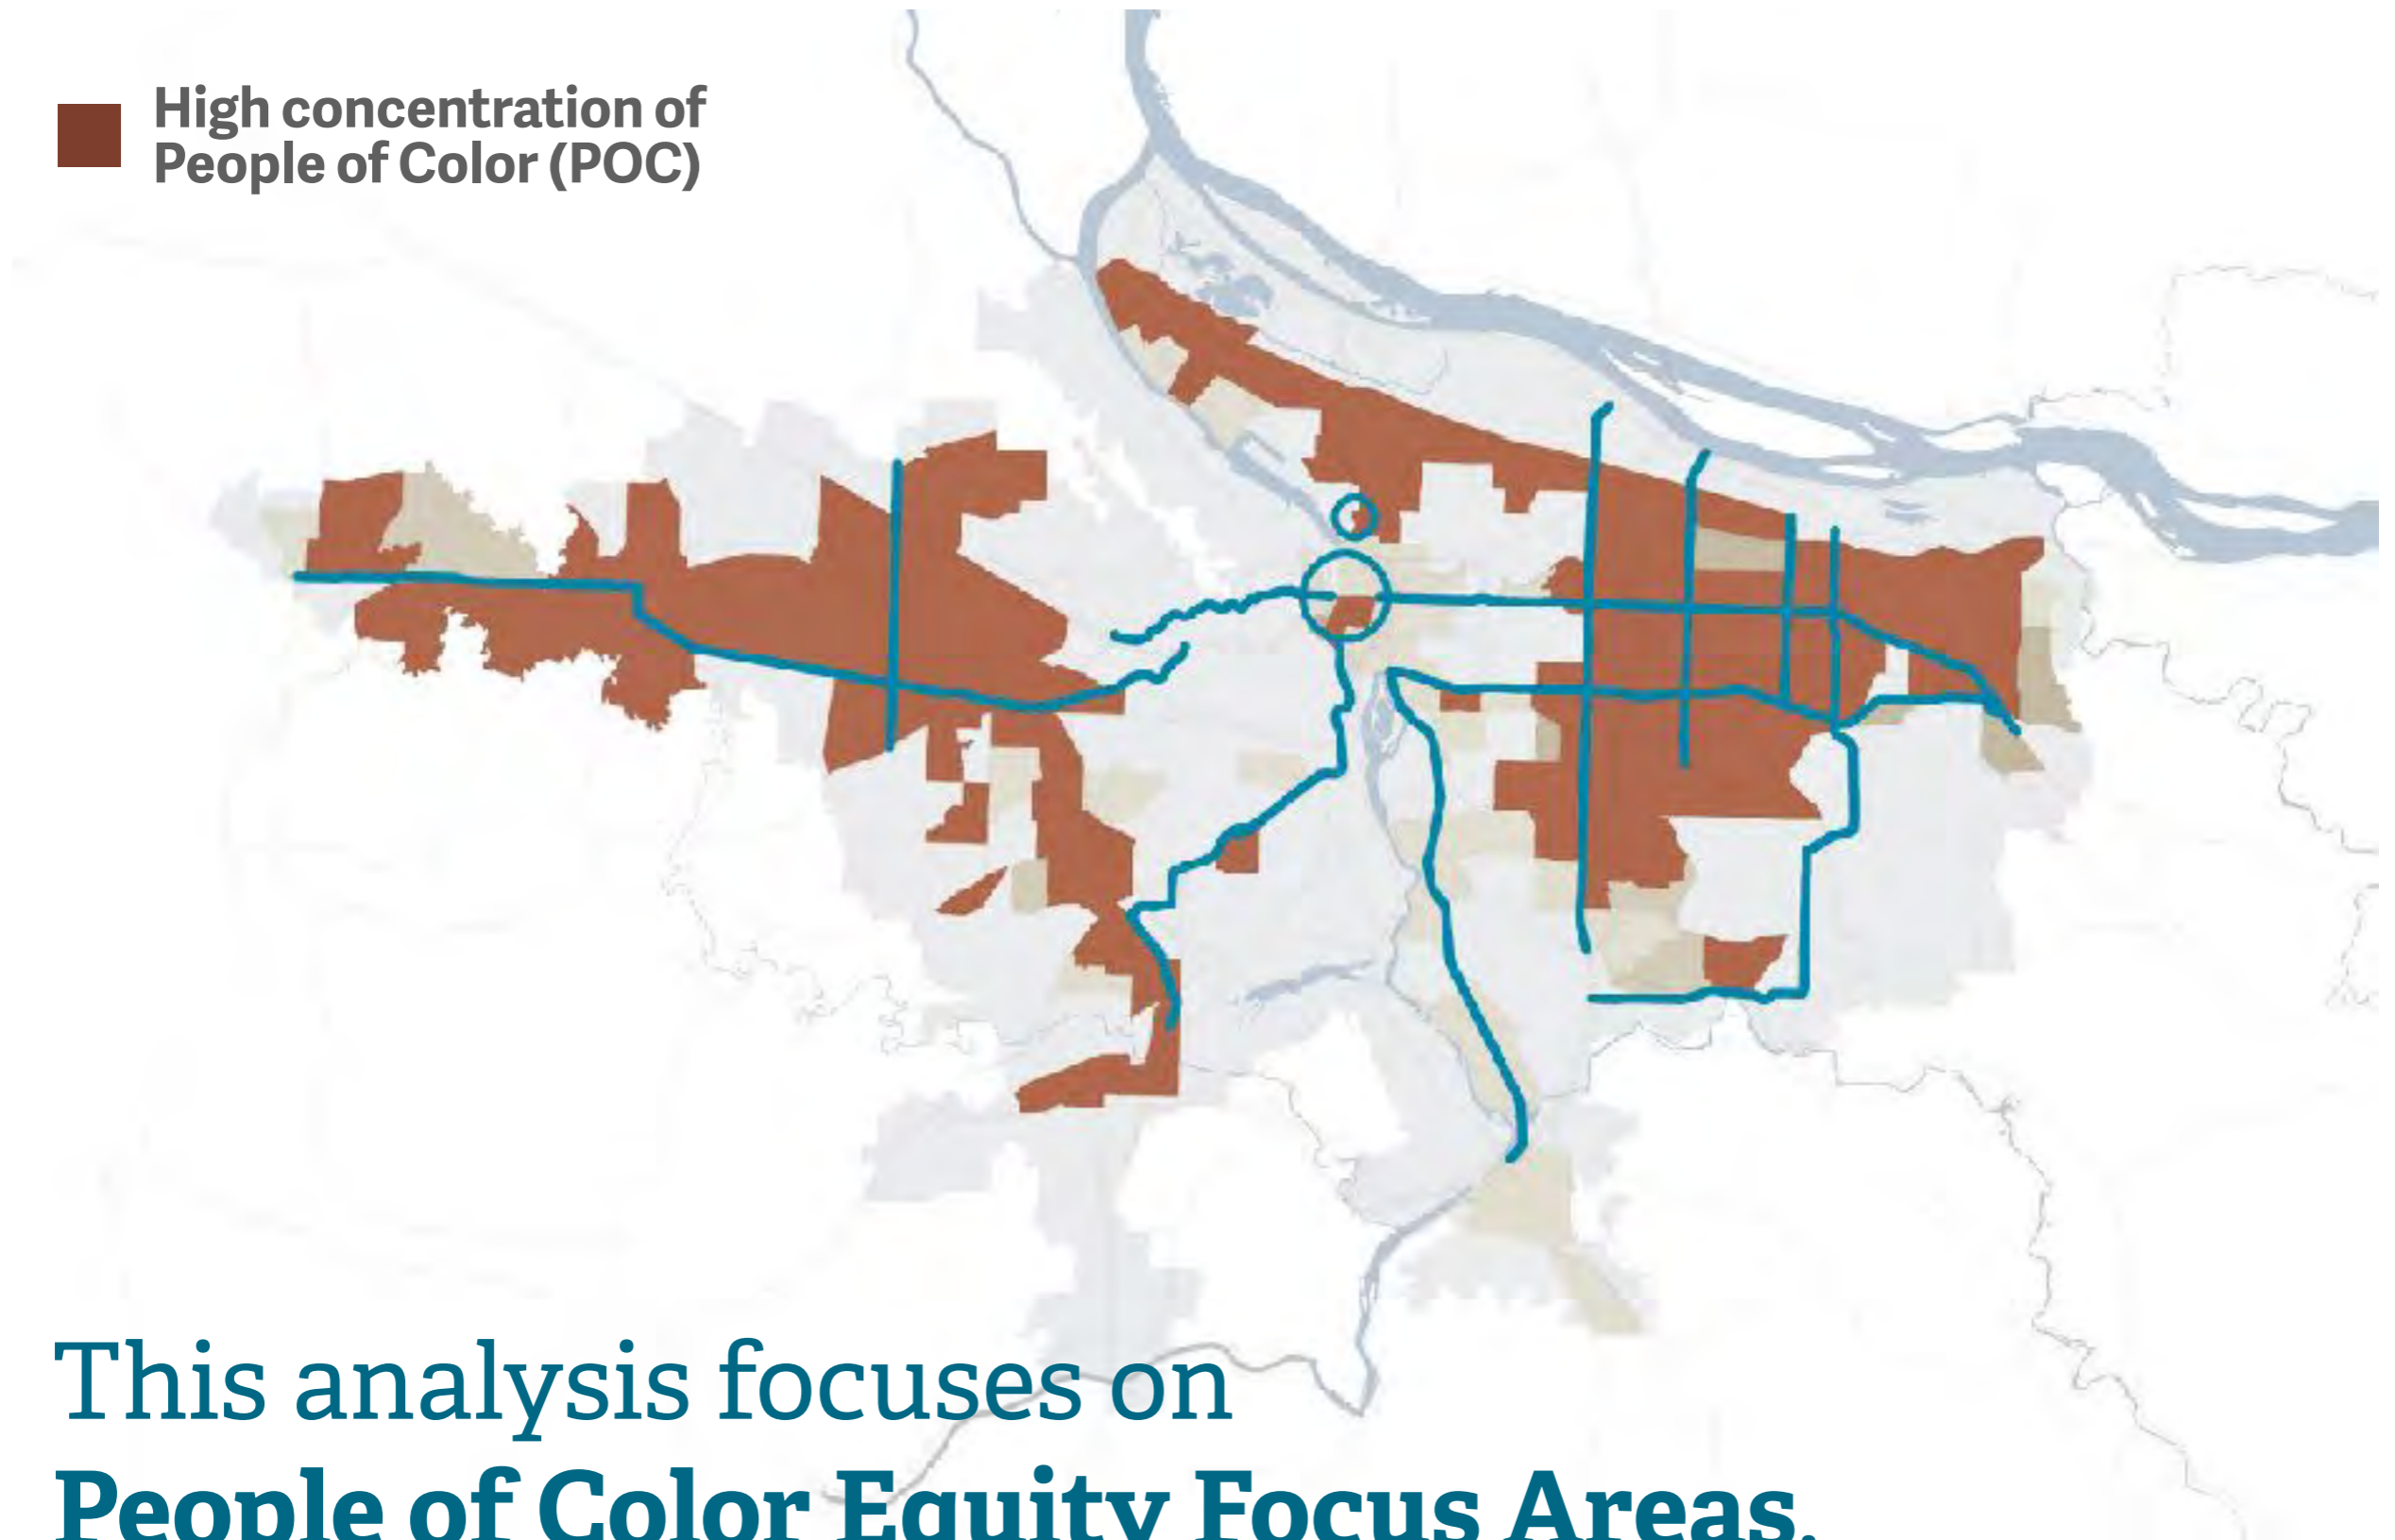 High concentration of
People of Color (POC)
This analysis focuses on
People of Color Equity Focus Areas.